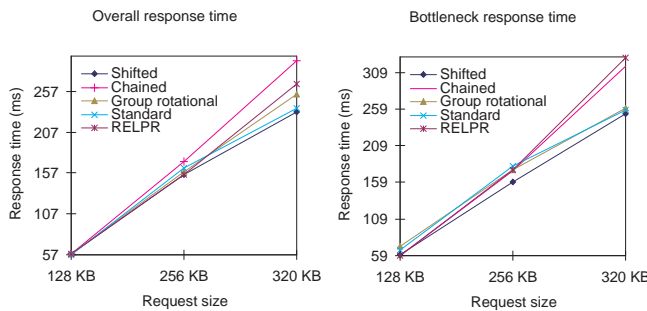 Overall response time
Response time (ms)
257
207
157
107
57
Shifted
Chained
Group rotational
Standard
RELPR
128 KB
256 KB
320 KB
Request size
Bottleneck response time
Response time (ms)
309
259
209
159
109
59
Shifted
Chained
Group rotational
Standard
RELPR
128 KB
256 KB
320 KB
Request size